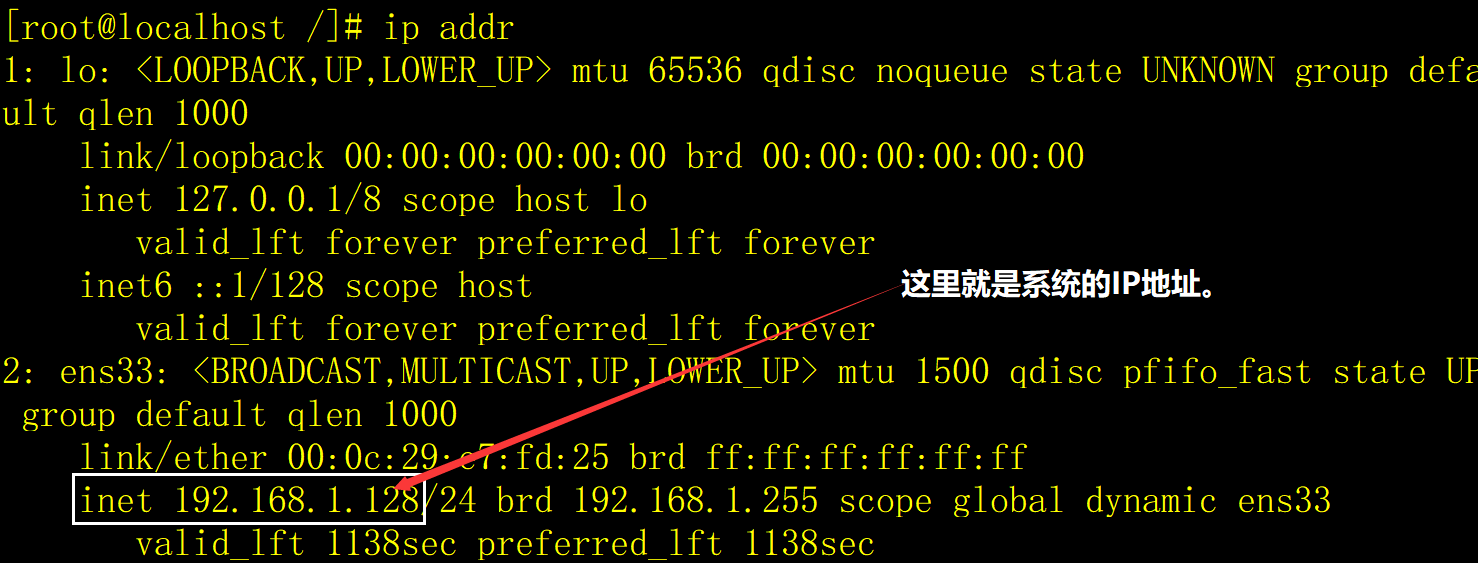 [root@localhost /]# ip addr
1: lo: <LOOPBACK,UP,LOWER_UP> mtu 65536 qdisc noqueue state UNKNOWN group defa
ult qlen 1000
link/loopback 00:00:00:00:00:00 brd 00:00:00:00:00:00
inet 127.0.0.1/8 scope host lo
valid_lft forever preferred_lft forever
inet6 ::1/128 scope host
这里就是系统的IP地址。
valid_lft forever preferred_lft forever
2: ens33: <BROADCAST,MULTICAST,UP,LOWER_UP> mtu 1500 qdisc pfifo_fast state UP
group default qlen 1000
link/ether 00:0c:29:c7:fd:25 brd ff:ff:ff:ff:ff:ff
inet 192.168.1.128/24 brd 192.168.1.255 scope global dynamic ens33
valid_lft 1138sec preferred_lft 1138sec